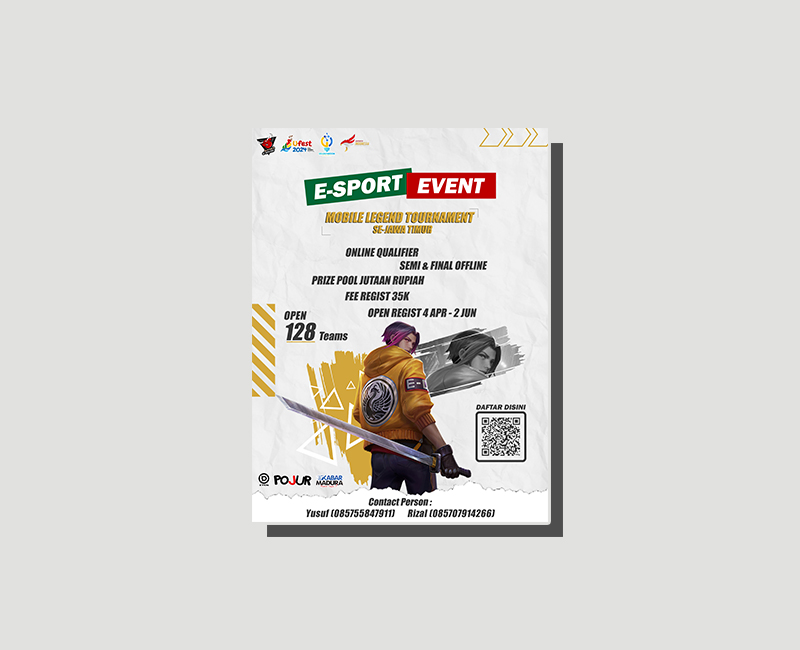 Ufest
2024
E-SPORT EVENT
MOBILE LEGEND TOURNAMENT
SE-JAWA TIMUR
ONLINE QUALIFIER
SEMI & FINAL OFFLINE
PRIZE POOL JUTAAN RUPIAH
FEE REGIST 35K
OPEN REGIST 4 APR - 2 JUN
OPEN
128 Teams
DAFTAR DISINI
POJUR
KABAR
MADURA
Contact Person :
Yusuf (085755847911) Rizal (085707914266)